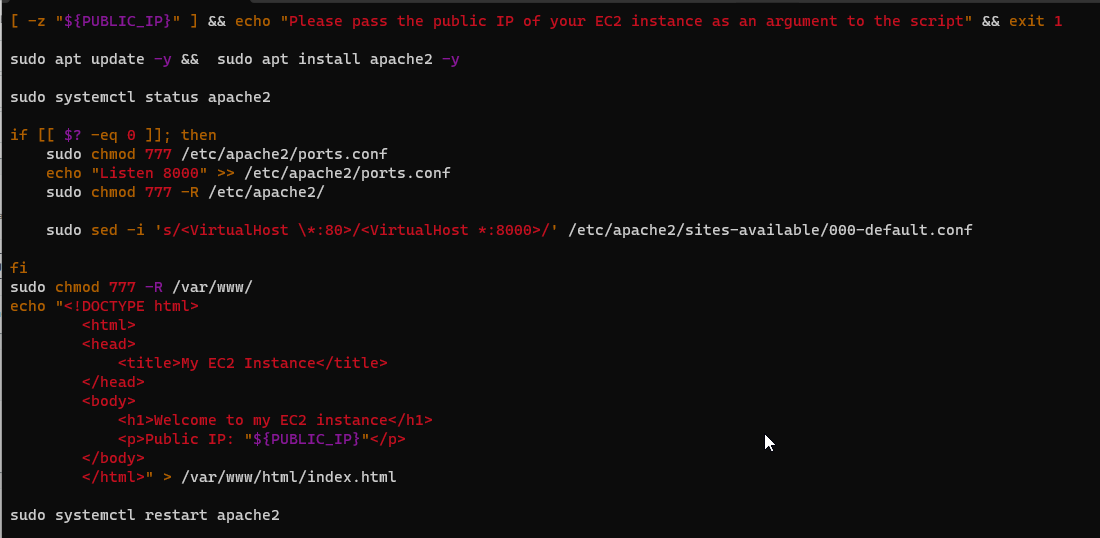 [ -z "${PUBLIC_IP}" ] && echo "Please pass the public IP of your EC2 instance as an argument to the script" && exit 1
sudo apt update -y &&  sudo apt install apache2 -y
sudo systemctl status apache2
if [[ $? -eq 0 ]]; then
    sudo chmod 777 /etc/apache2/ports.conf
    echo "Listen 8000" >> /etc/apache2/ports.conf
    sudo chmod 777 -R /etc/apache2/
    sudo sed -i 's/<VirtualHost \*:80>/<VirtualHost *:8000>/' /etc/apache2/sites-available/000-default.conf
fi
sudo chmod 777 -R /var/www/
echo "<!DOCTYPE html>
        <html>
        <head>
            <title>My EC2 Instance</title>
        </head>
        <body>
            <h1>Welcome to my EC2 instance</h1>
            <p>Public IP: "${PUBLIC_IP}"</p>
        </body>
        </html>" > /var/www/html/index.html
sudo systemctl restart apache2